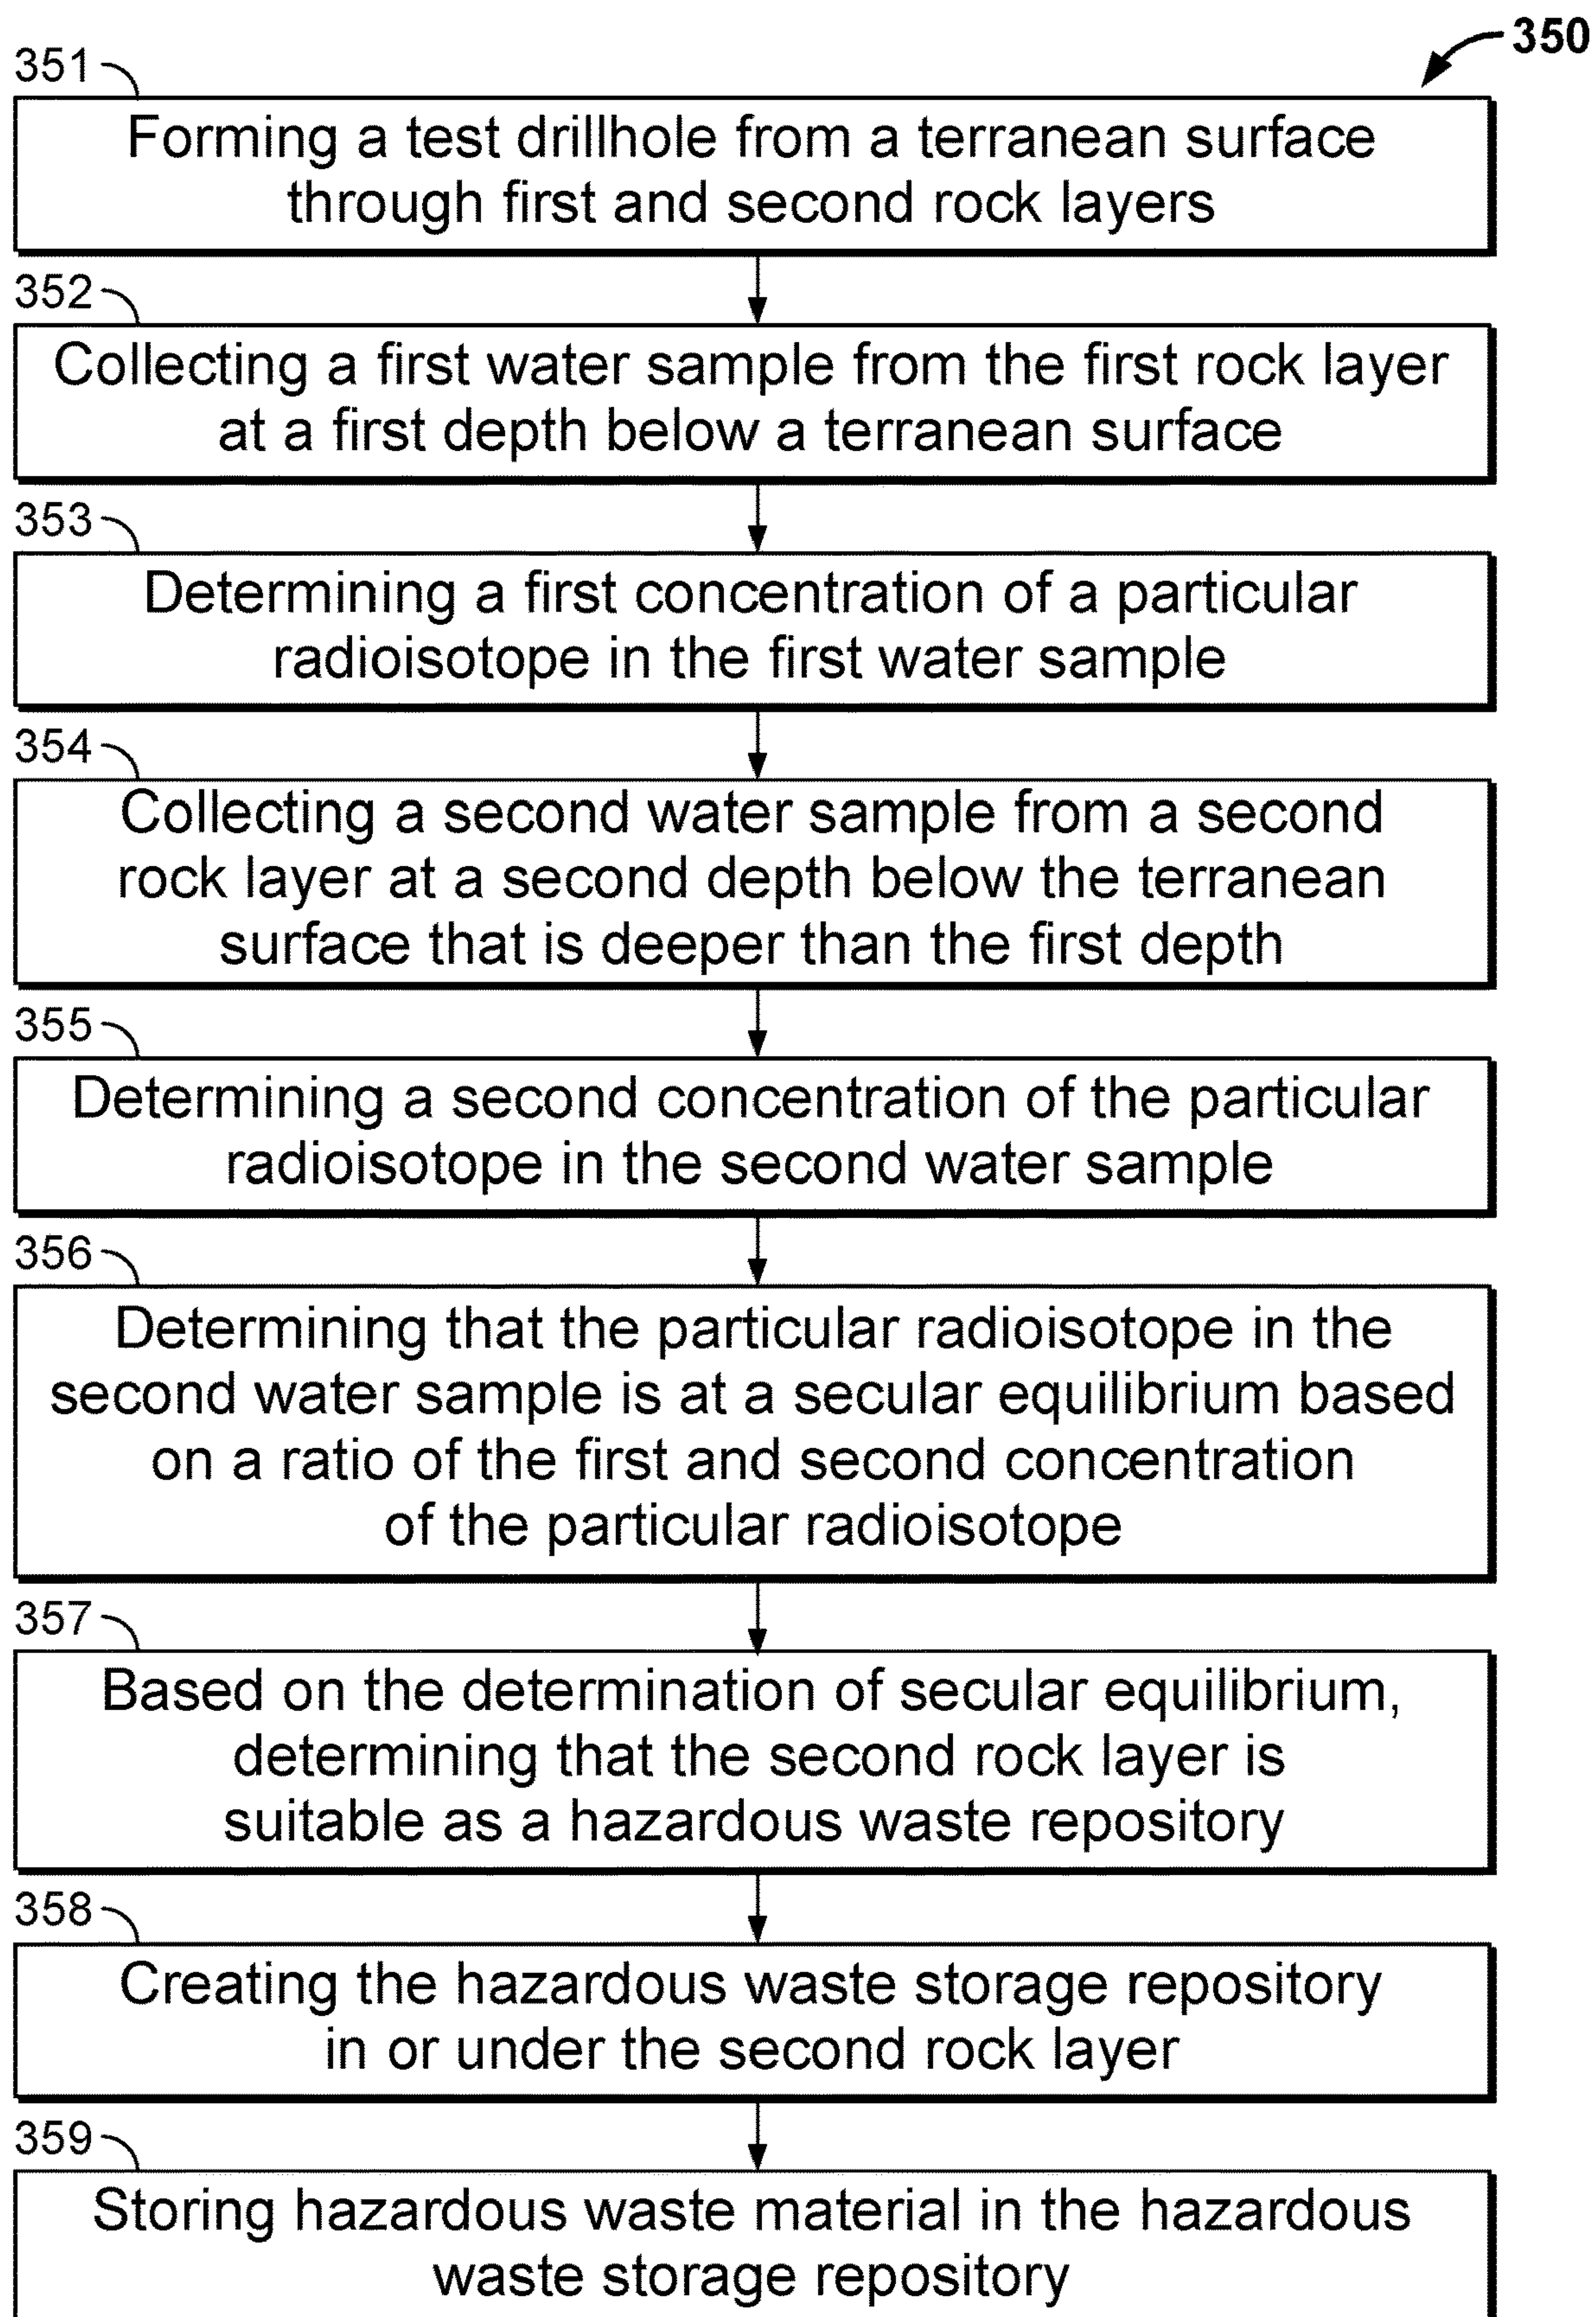 350
351
Forming a test drillhole from a terranean surface
through first and second rock layers
352
Collecting a first water sample from the first rock layer
at a first depth below a terranean surface
353
Determining a first concentration of a particular
radioisotope in the first water sample
354
Collecting a second water sample from a second
rock layer at a second depth below the terranean
surface that is deeper than the first depth
355
Determining a second concentration of the particular
radioisotope in the second water sample
356
Determining that the particular radioisotope in the
second water sample is at a secular equilibrium based
on a ratio of the first and second concentration
of the particular radioisotope
357
Based on the determination of secular equilibrium,
determining that the second rock layer is
suitable as a hazardous waste repository
358
Creating the hazardous waste storage repository
in or under the second rock layer
359
Storing hazardous waste material in the hazardous
waste storage repository